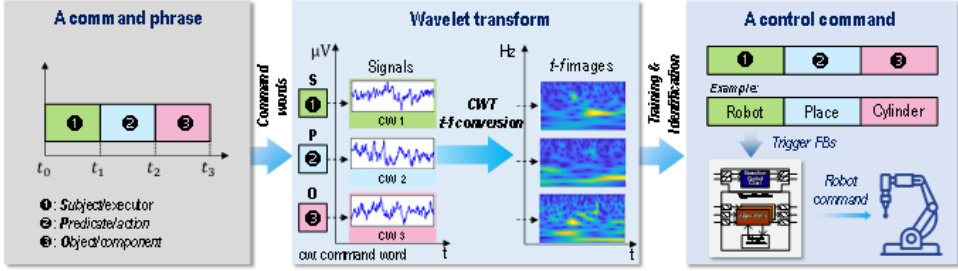 A command phrase
❶ ❷ ❸
t0 t1 t2 t3
❶: Subject/executor
❷: Predicate/action
❸: Object/component
Command words
Wavelet transform
μV
Signals
S
❶
CW 1
P
❷
CW 2
O
❸
CW 3
t
CW: command word
CWT
t-f conversion
Hz
t-f images
t
Training & Identification
A control command
❶ ❷ ❸
Example:
Robot Place Cylinder
Trigger FBs
Robot
command